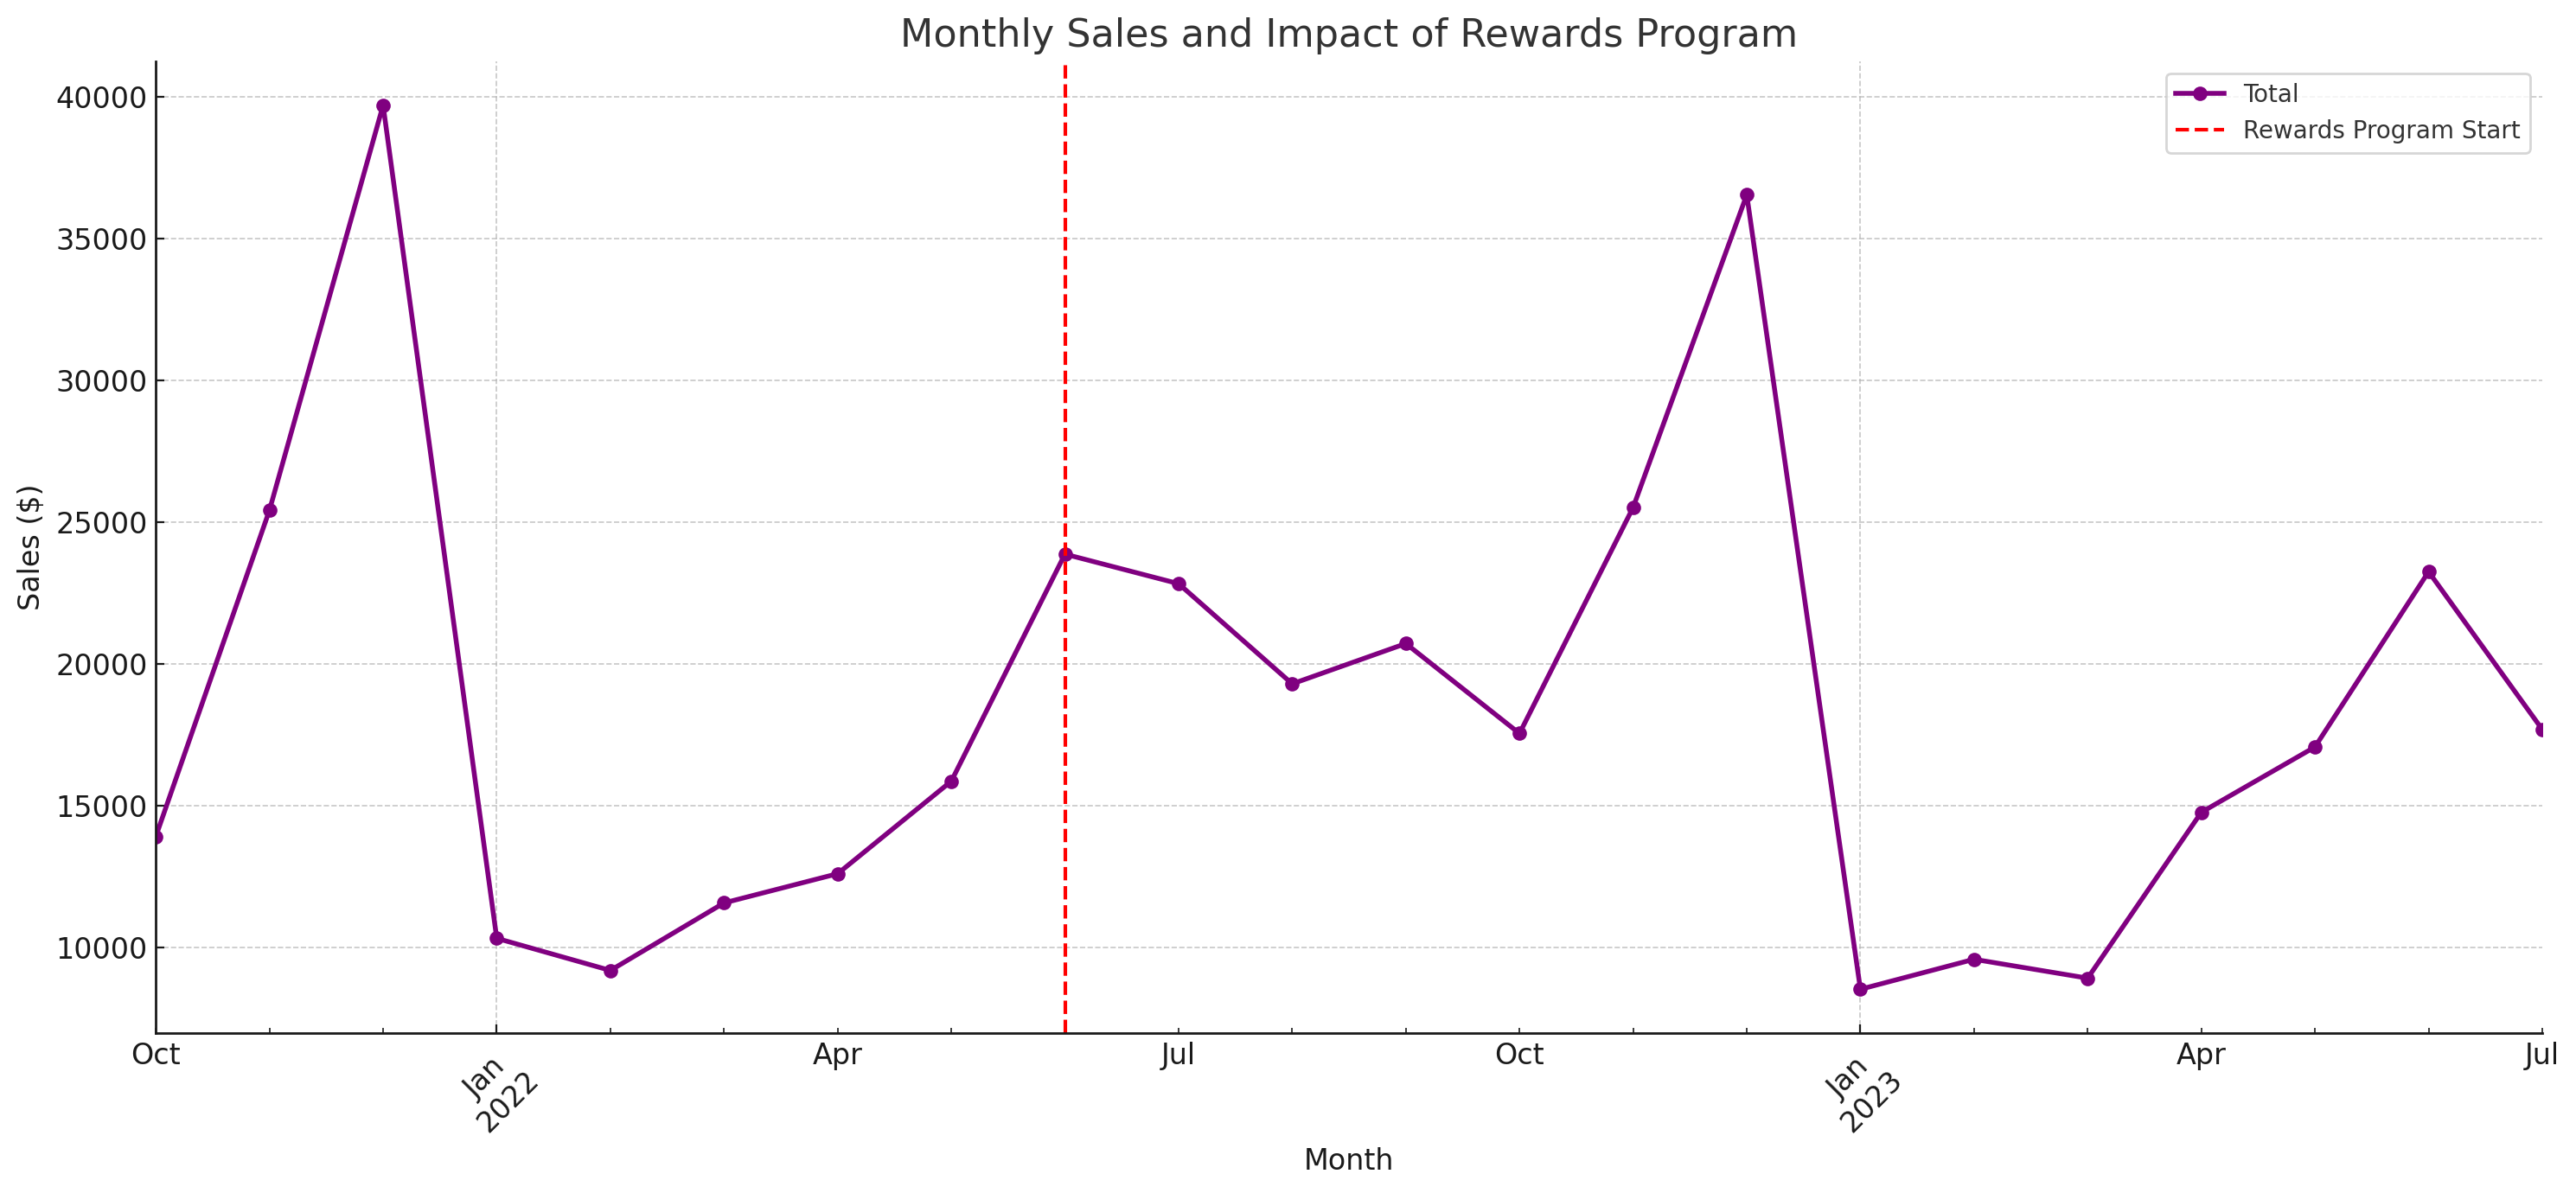 Monthly Sales and Impact of Rewards Program
Total
Rewards Program Start
Sales ($)
40000
35000
30000
25000
20000
15000
10000
Oct
Jan
2022
Apr
Jul
Oct
Jan
2023
Apr
Jul
Month